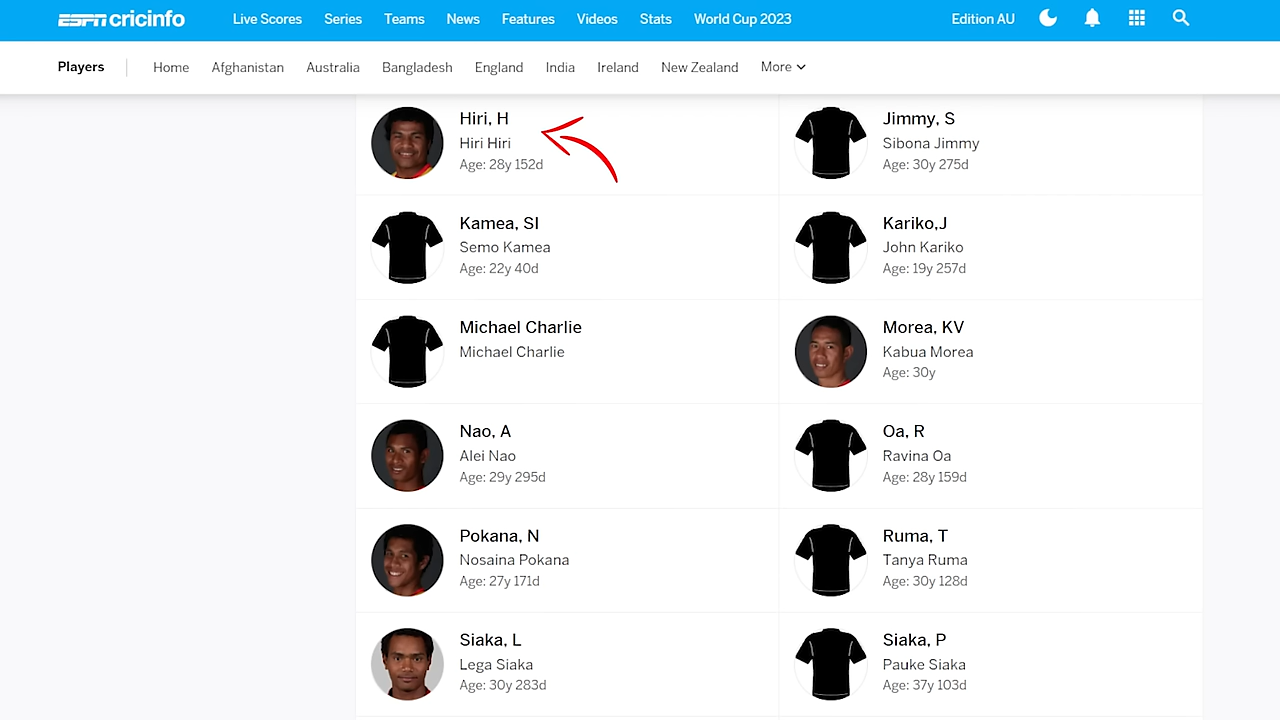 ESPN cricinfo Live Scores Series Teams News Features Videos Stats World Cup 2023 Edition AU
Players Home Afghanistan Australia Bangladesh England India Ireland New Zealand More
Hiri, H
Hiri Hiri
Age: 28y 152d
Jimmy, S
Sibona Jimmy
Age: 30y 275d
Kamea, SI
Semo Kamea
Age: 22y 40d
Kariko,J
John Kariko
Age: 19y 257d
Michael Charlie
Michael Charlie
Morea, KV
Kabua Morea
Age: 30y
Nao, A
Alei Nao
Age: 29y 295d
Oa, R
Ravina Oa
Age: 28y 159d
Pokana, N
Nosaina Pokana
Age: 27y 171d
Ruma, T
Tanya Ruma
Age: 30y 128d
Siaka, L
Lega Siaka
Age: 30y 283d
Siaka, P
Pauke Siaka
Age: 37y 103d